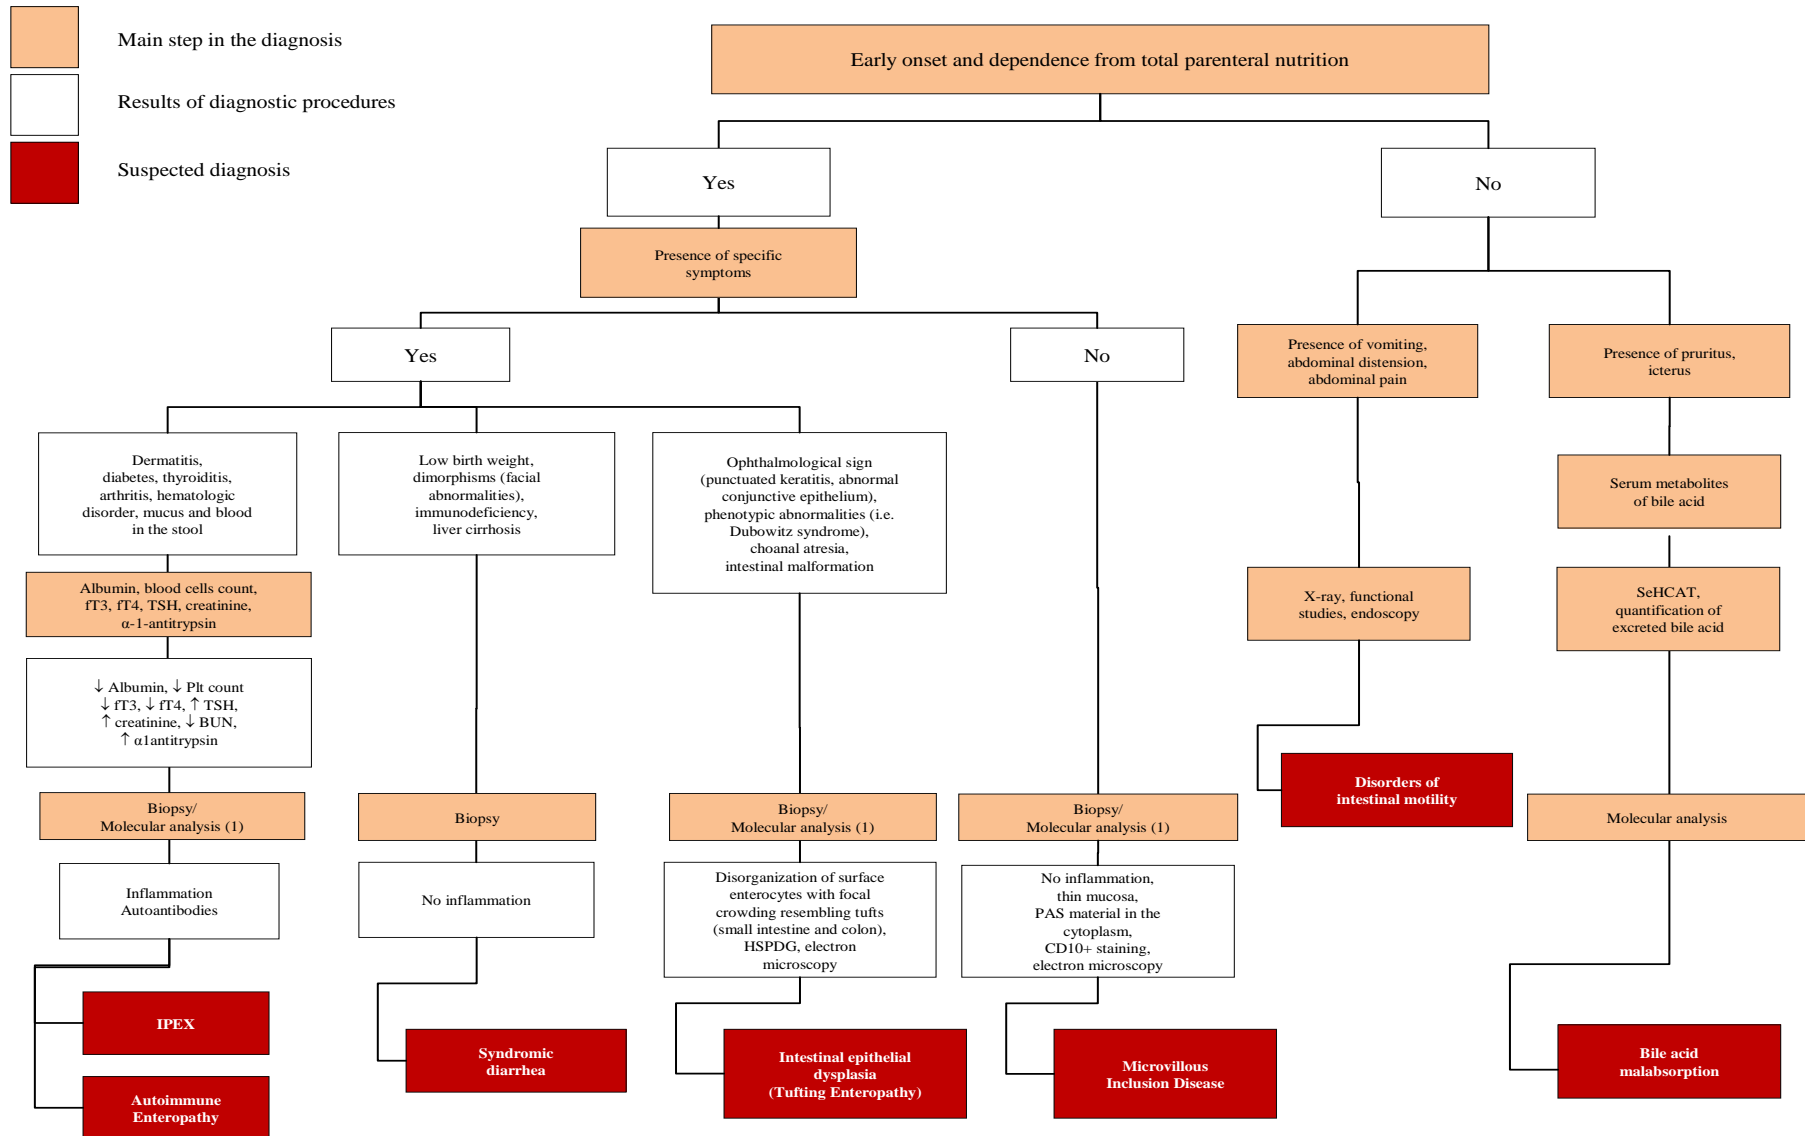 Main step in the diagnosis
Results of diagnostic procedures
Suspected diagnosis
Early onset and dependence from total parenteral nutrition
Yes
No
Presence of specific
symptoms
Yes
No
Presence of vomiting,
abdominal distension,
abdominal pain
Presence of pruritus,
icterus
Dermatitis,
diabetes, thyroiditis,
arthritis, hematologic
disorder, mucus and blood
in the stool
Low birth weight,
dimorphisms (facial
abnormalities),
immunodeficiency,
liver cirrhosis
Ophthalmological sign
(punctuated keratitis, abnormal
conjunctive epithelium),
phenotypic abnormalities (i.e.
Dubowitz syndrome),
choanal atresia,
intestinal malformation
Serum metabolites
of bile acid
Albumin, blood cells count,
fT3, fT4, TSH, creatinine,
α-1-antitrypsin
X-ray, functional
studies, endoscopy
SeHCAT,
quantification of
excreted bile acid
↓ Albumin, ↓ Plt count
↓ fT3, ↓ fT4, ↑ TSH,
↑ creatinine, ↓ BUN,
↑ α1antitrypsin
Disorders of
intestinal motility
Biopsy/
Molecular analysis (1)
Biopsy
Biopsy/
Molecular analysis (1)
Biopsy/
Molecular analysis (1)
Molecular analysis
Inflammation
Autoantibodies
No inflammation
Disorganization of surface
enterocytes with focal
crowding resembling tufts
(small intestine and colon),
HSPDG, electron
microscopy
No inflammation,
thin mucosa,
PAS material in the
cytoplasm,
CD10+ staining,
electron microscopy
IPEX
Autoimmune
Enteropathy
Syndromic
diarrhea
Intestinal epithelial
dysplasia
(Tufting Enteropathy)
Microvillous
Inclusion Disease
Bile acid
malabsorption